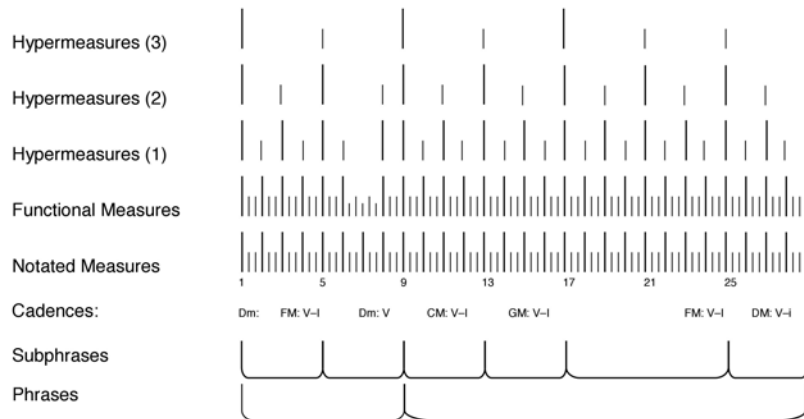 Hypermeasures (3)
Hypermeasures (2)
Hypermeasures (1)
Functional Measures
Notated Measures
1 5 9 13 17 21 25
Cadences: Dm: FM: V–I Dm: V CM: V–I GM: V–I FM: V–I DM: V–i
Subphrases
Phrases